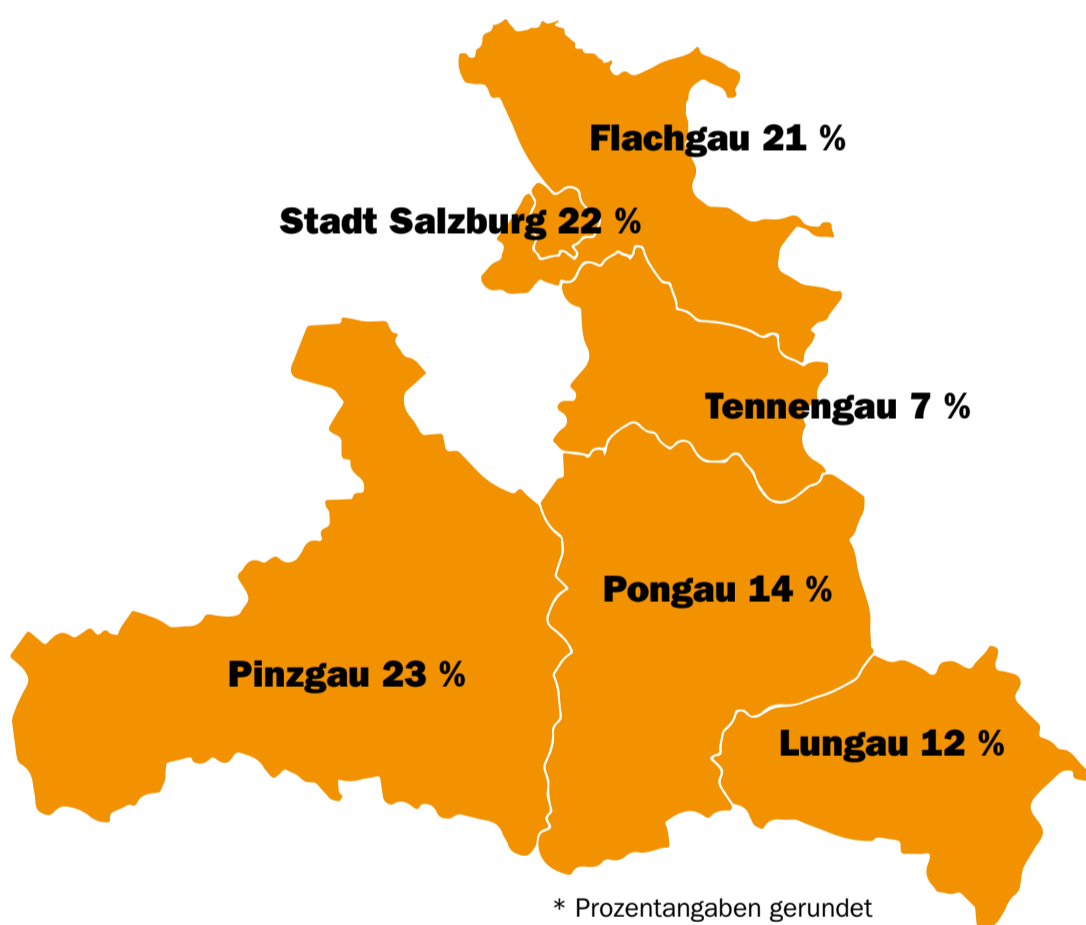 Flachgau 21 %
Stadt Salzburg 22 %
Tennengau 7 %
Pongau 14 %
Pinzgau 23 %
Lungau 12 %
* Prozentangaben gerundet